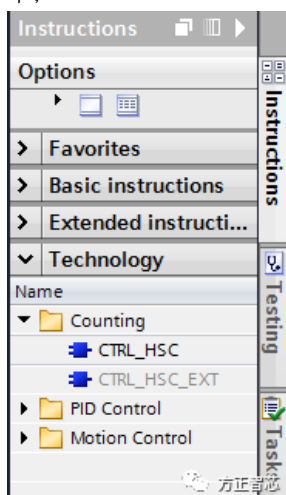 Instructions
Options
Favorites
Basic instructions
Extended instructi...
Technology
Name
Counting
CTRL_HSC
CTRL_HSC_EXT
PID Control
Motion Control
Instructions
Testing
Tasks
方正智芯